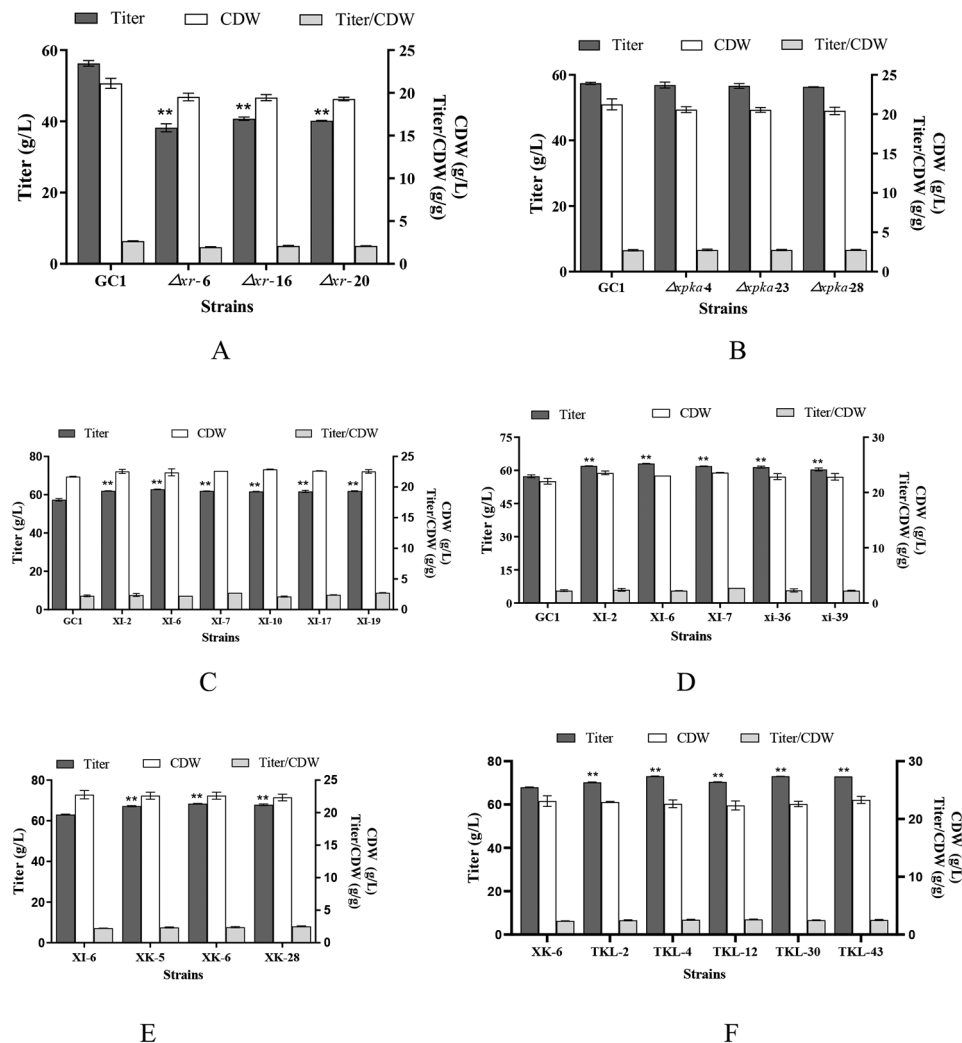 Titer CDW Titer/CDW
60
40
20
0
Titer (g/L)
25
20
15
10
5
0
CDW (g/L)
Titer/CDW (g/g)
GC1 Δxr-6 Δxr-16 Δxr-20
** ** **
Strains
A
Titer CDW Titer/CDW
60
40
20
0
Titer (g/L)
25
20
15
10
5
0
CDW (g/L)
Titer/CDW (g/g)
GC1 Δxpka-4 Δxpka-23 Δxpka-28
Strains
B
Titer CDW Titer/CDW
80
60
40
20
0
Titer (g/L)
25
20
15
10
5
0
CDW (g/L)
Titer/CDW (g/g)
** ** ** ** ** **
GC1 XI-2 XI-6 XI-7 XI-10 XI-17 XI-19
Strains
C
Titer CDW Titer/CDW
75
60
45
30
15
0
Titer (g/L)
30
20
10
0
CDW (g/L)
Titer/CDW (g/g)
** ** ** ** **
GC1 XI-2 XI-6 XI-7 xi-36 xi-39
Strains
D
Titer CDW Titer/CDW
80
60
40
20
0
Titer (g/L)
25
20
15
10
5
0
CDW (g/L)
Titer/CDW (g/g)
** ** **
XI-6 XK-5 XK-6 XK-28
Strains
E
Titer CDW Titer/CDW
80
60
40
20
0
Titer (g/L)
30
20
10
0
CDW (g/L)
Titer/CDW (g/g)
** ** ** ** **
XK-6 TKL-2 TKL-4 TKL-12 TKL-30 TKL-43
Strains
F